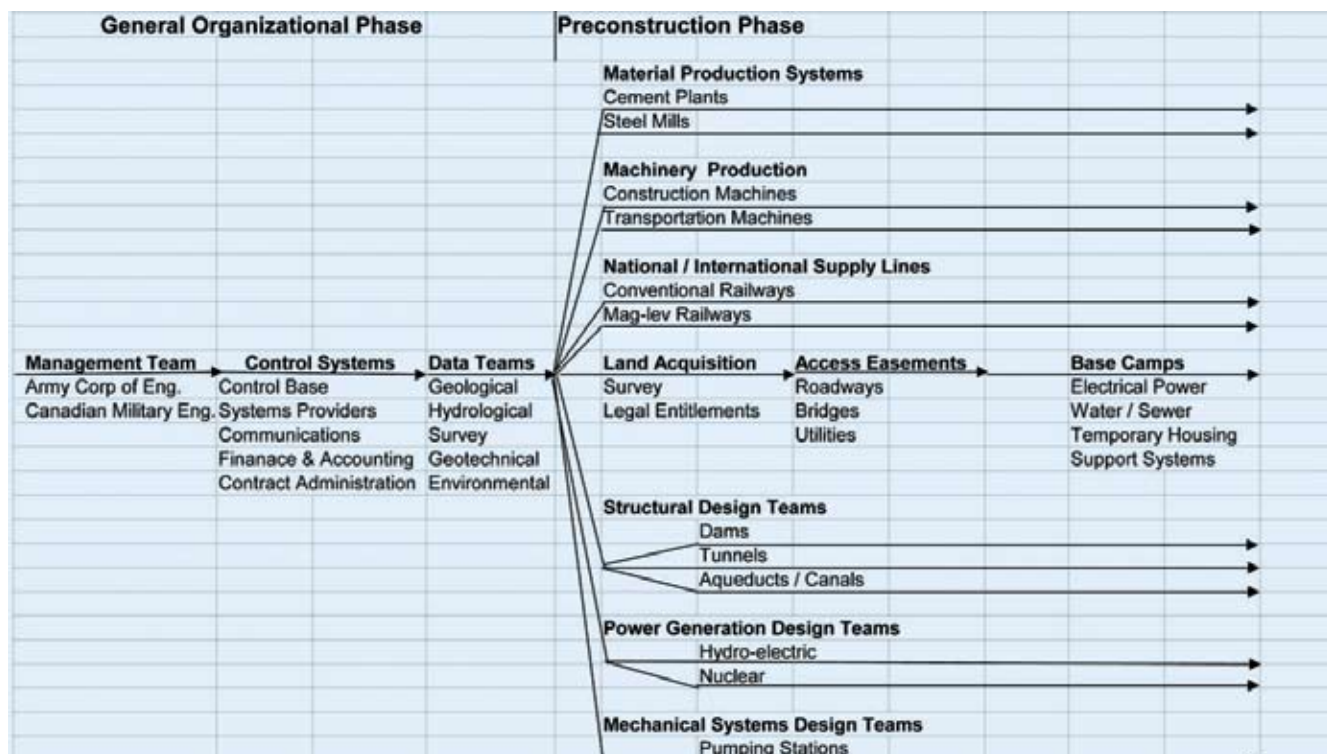 General Organizational Phase
Preconstruction Phase
Material Production Systems
Cement Plants
Steel Mills
Machinery Production
Construction Machines
Transportation Machines
National / International Supply Lines
Conventional Railways
Mag-lev Railways
Management Team
Army Corp of Eng.
Canadian Military Eng.
Control Systems
Control Base
Systems Providers
Communications
Finanace & Accounting
Contract Administration
Data Teams
Geological
Hydrological
Survey
Geotechnical
Environmental
Land Acquisition
Survey
Legal Entitlements
Access Easements
Roadways
Bridges
Utilities
Base Camps
Electrical Power
Water / Sewer
Temporary Housing
Support Systems
Structural Design Teams
Dams
Tunnels
Aqueducts / Canals
Power Generation Design Teams
Hydro-electric
Nuclear
Mechanical Systems Design Teams
Pumping Stations